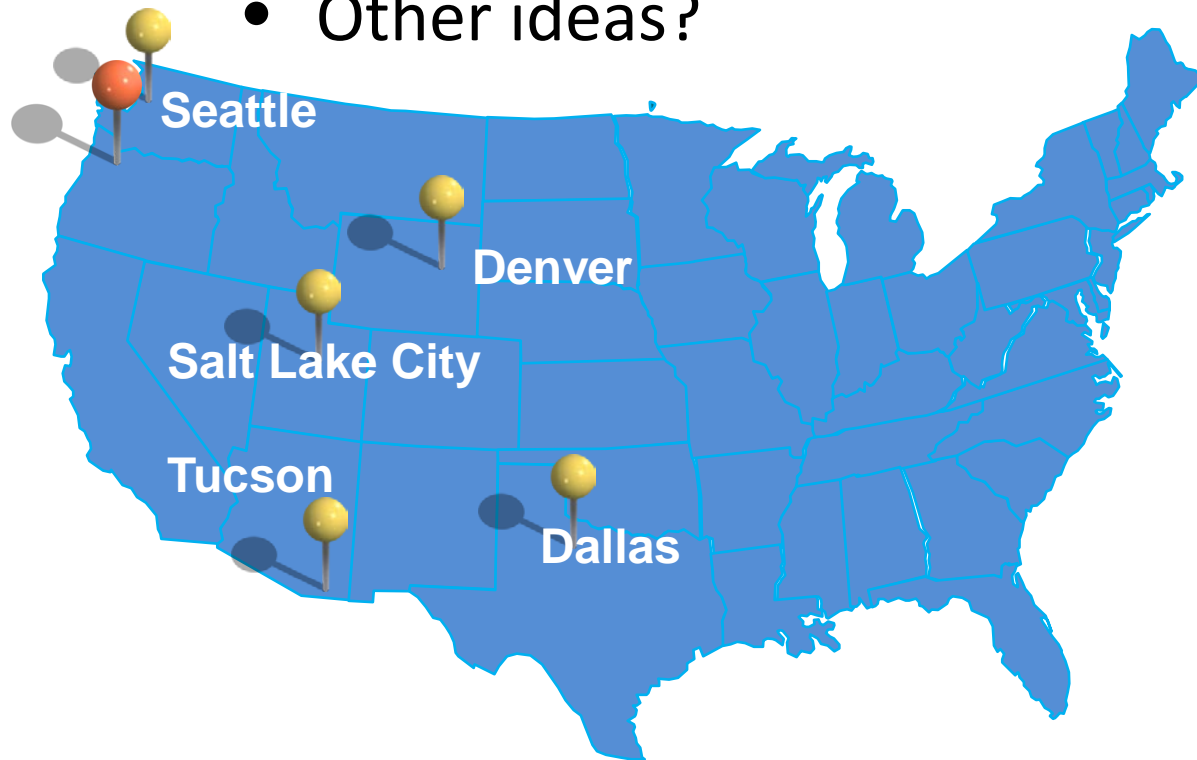 • Other ideas?
Seattle
Denver
Salt Lake City
Tucson
Dallas